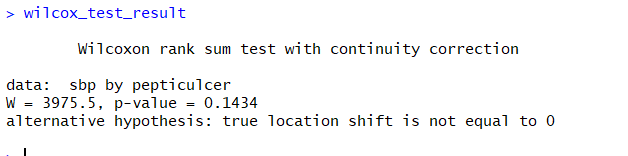 > wilcox_test_result
Wilcoxon rank sum test with continuity correction
data:  sbp by pepticulcer
W = 3975.5, p-value = 0.1434
alternative hypothesis: true location shift is not equal to 0
>